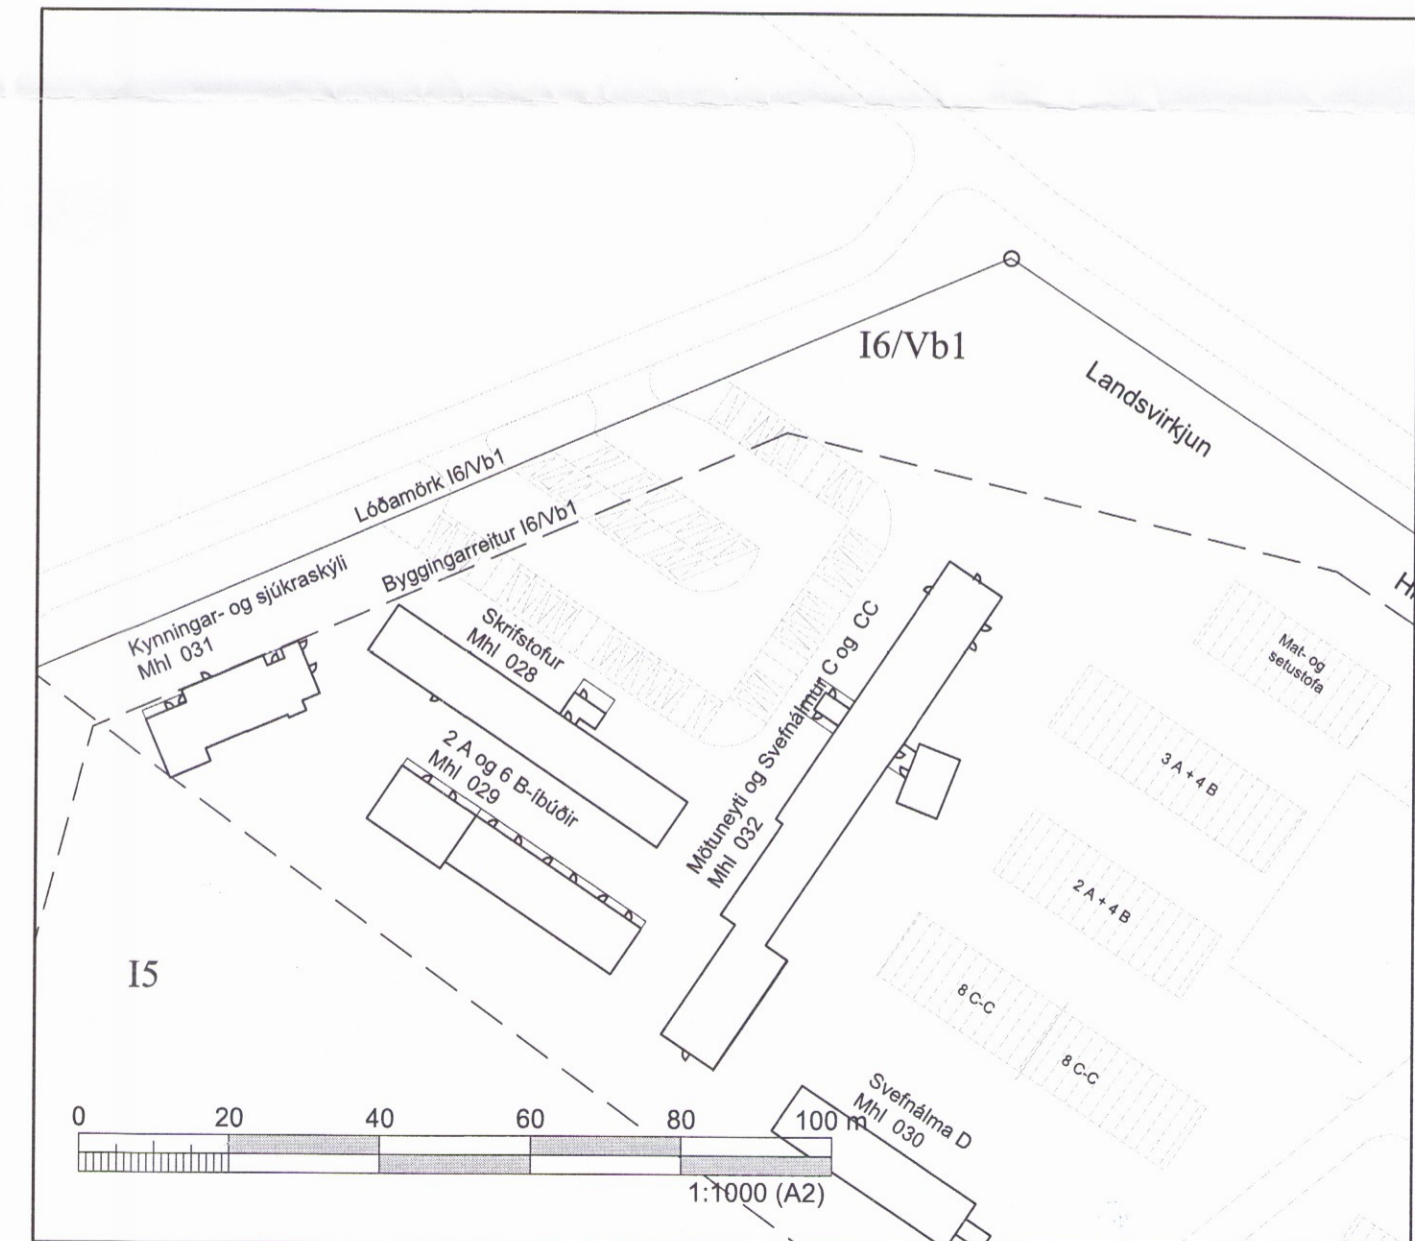 I6/Vb1
Landsvirkjun
Lóðamörk I6/Vb1
Byggingarreitur I6/Vb1
Kynningar- og sjúkraskýli
Mhl 031
Skrifstofur
Mhl 028
2 A og 6 B-íbúðir
Mhl 029
Mötuneyti og Svefnálmur C og CC
Mhl 032
Mat- og
setustofa
3 A + 4 B
2 A + 4 B
8 C-C
8 C-C
I5
Svefnálma D
Mhl 030
0 20 40 60 80 100 m
1:1000 (A2)